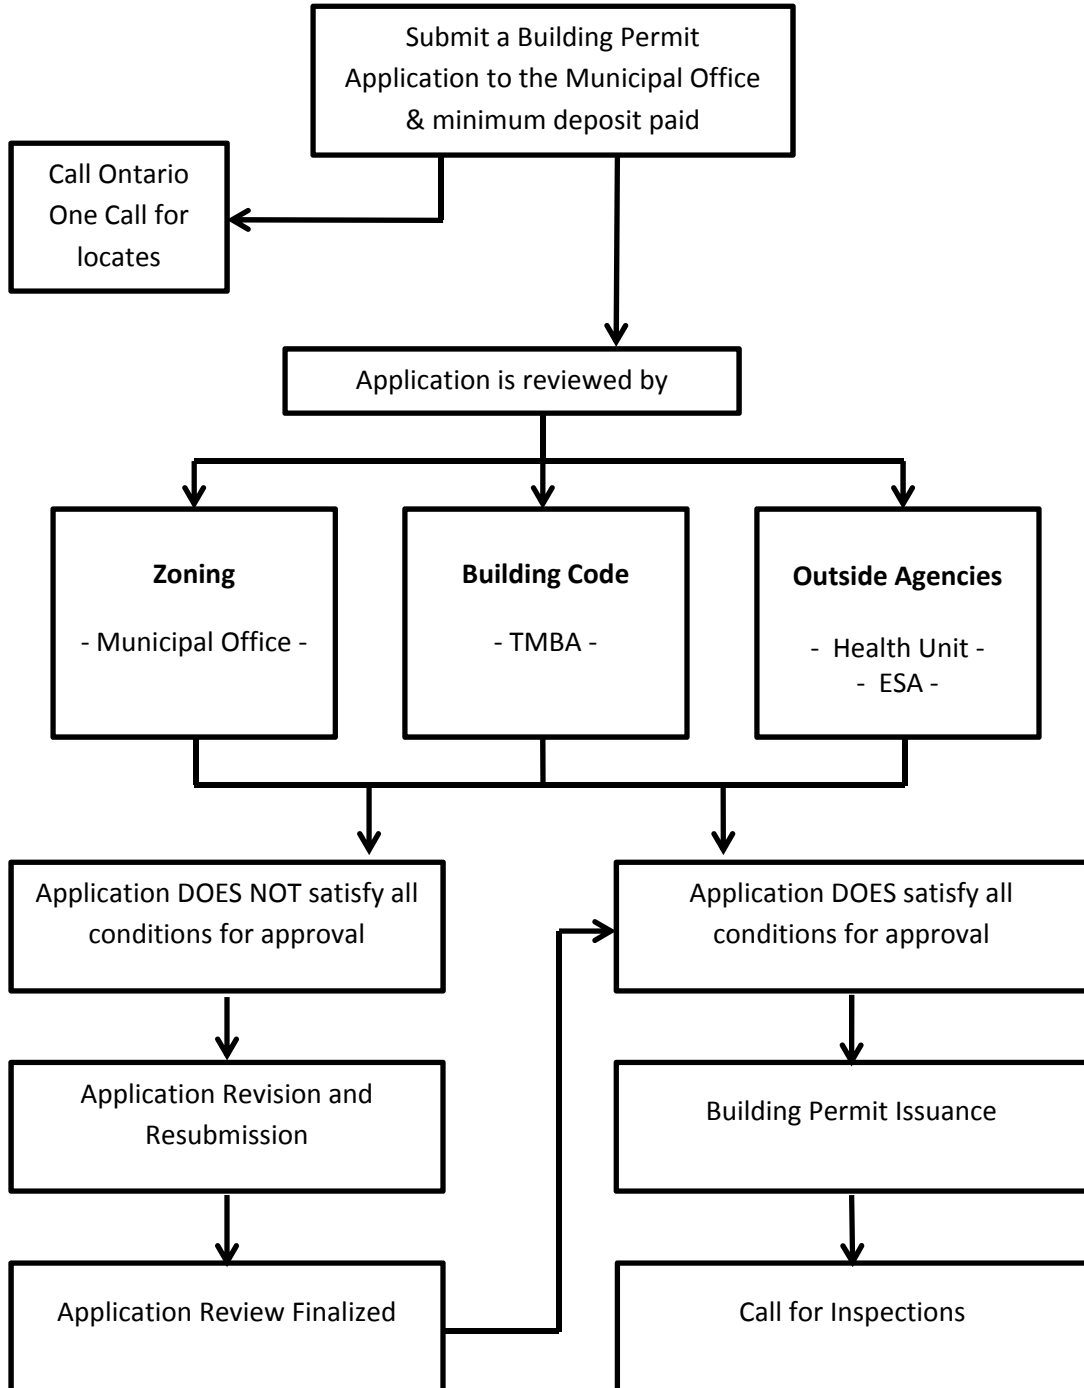 Submit a Building Permit
Application to the Municipal Office
& minimum deposit paid
Call Ontario
One Call for
locates
Application is reviewed by
Zoning
- Municipal Office -
Building Code
- TMBA -
Outside Agencies
- Health Unit -
- ESA -
Application DOES NOT satisfy all
conditions for approval
Application DOES satisfy all
conditions for approval
Application Revision and
Resubmission
Building Permit Issuance
Application Review Finalized
Call for Inspections